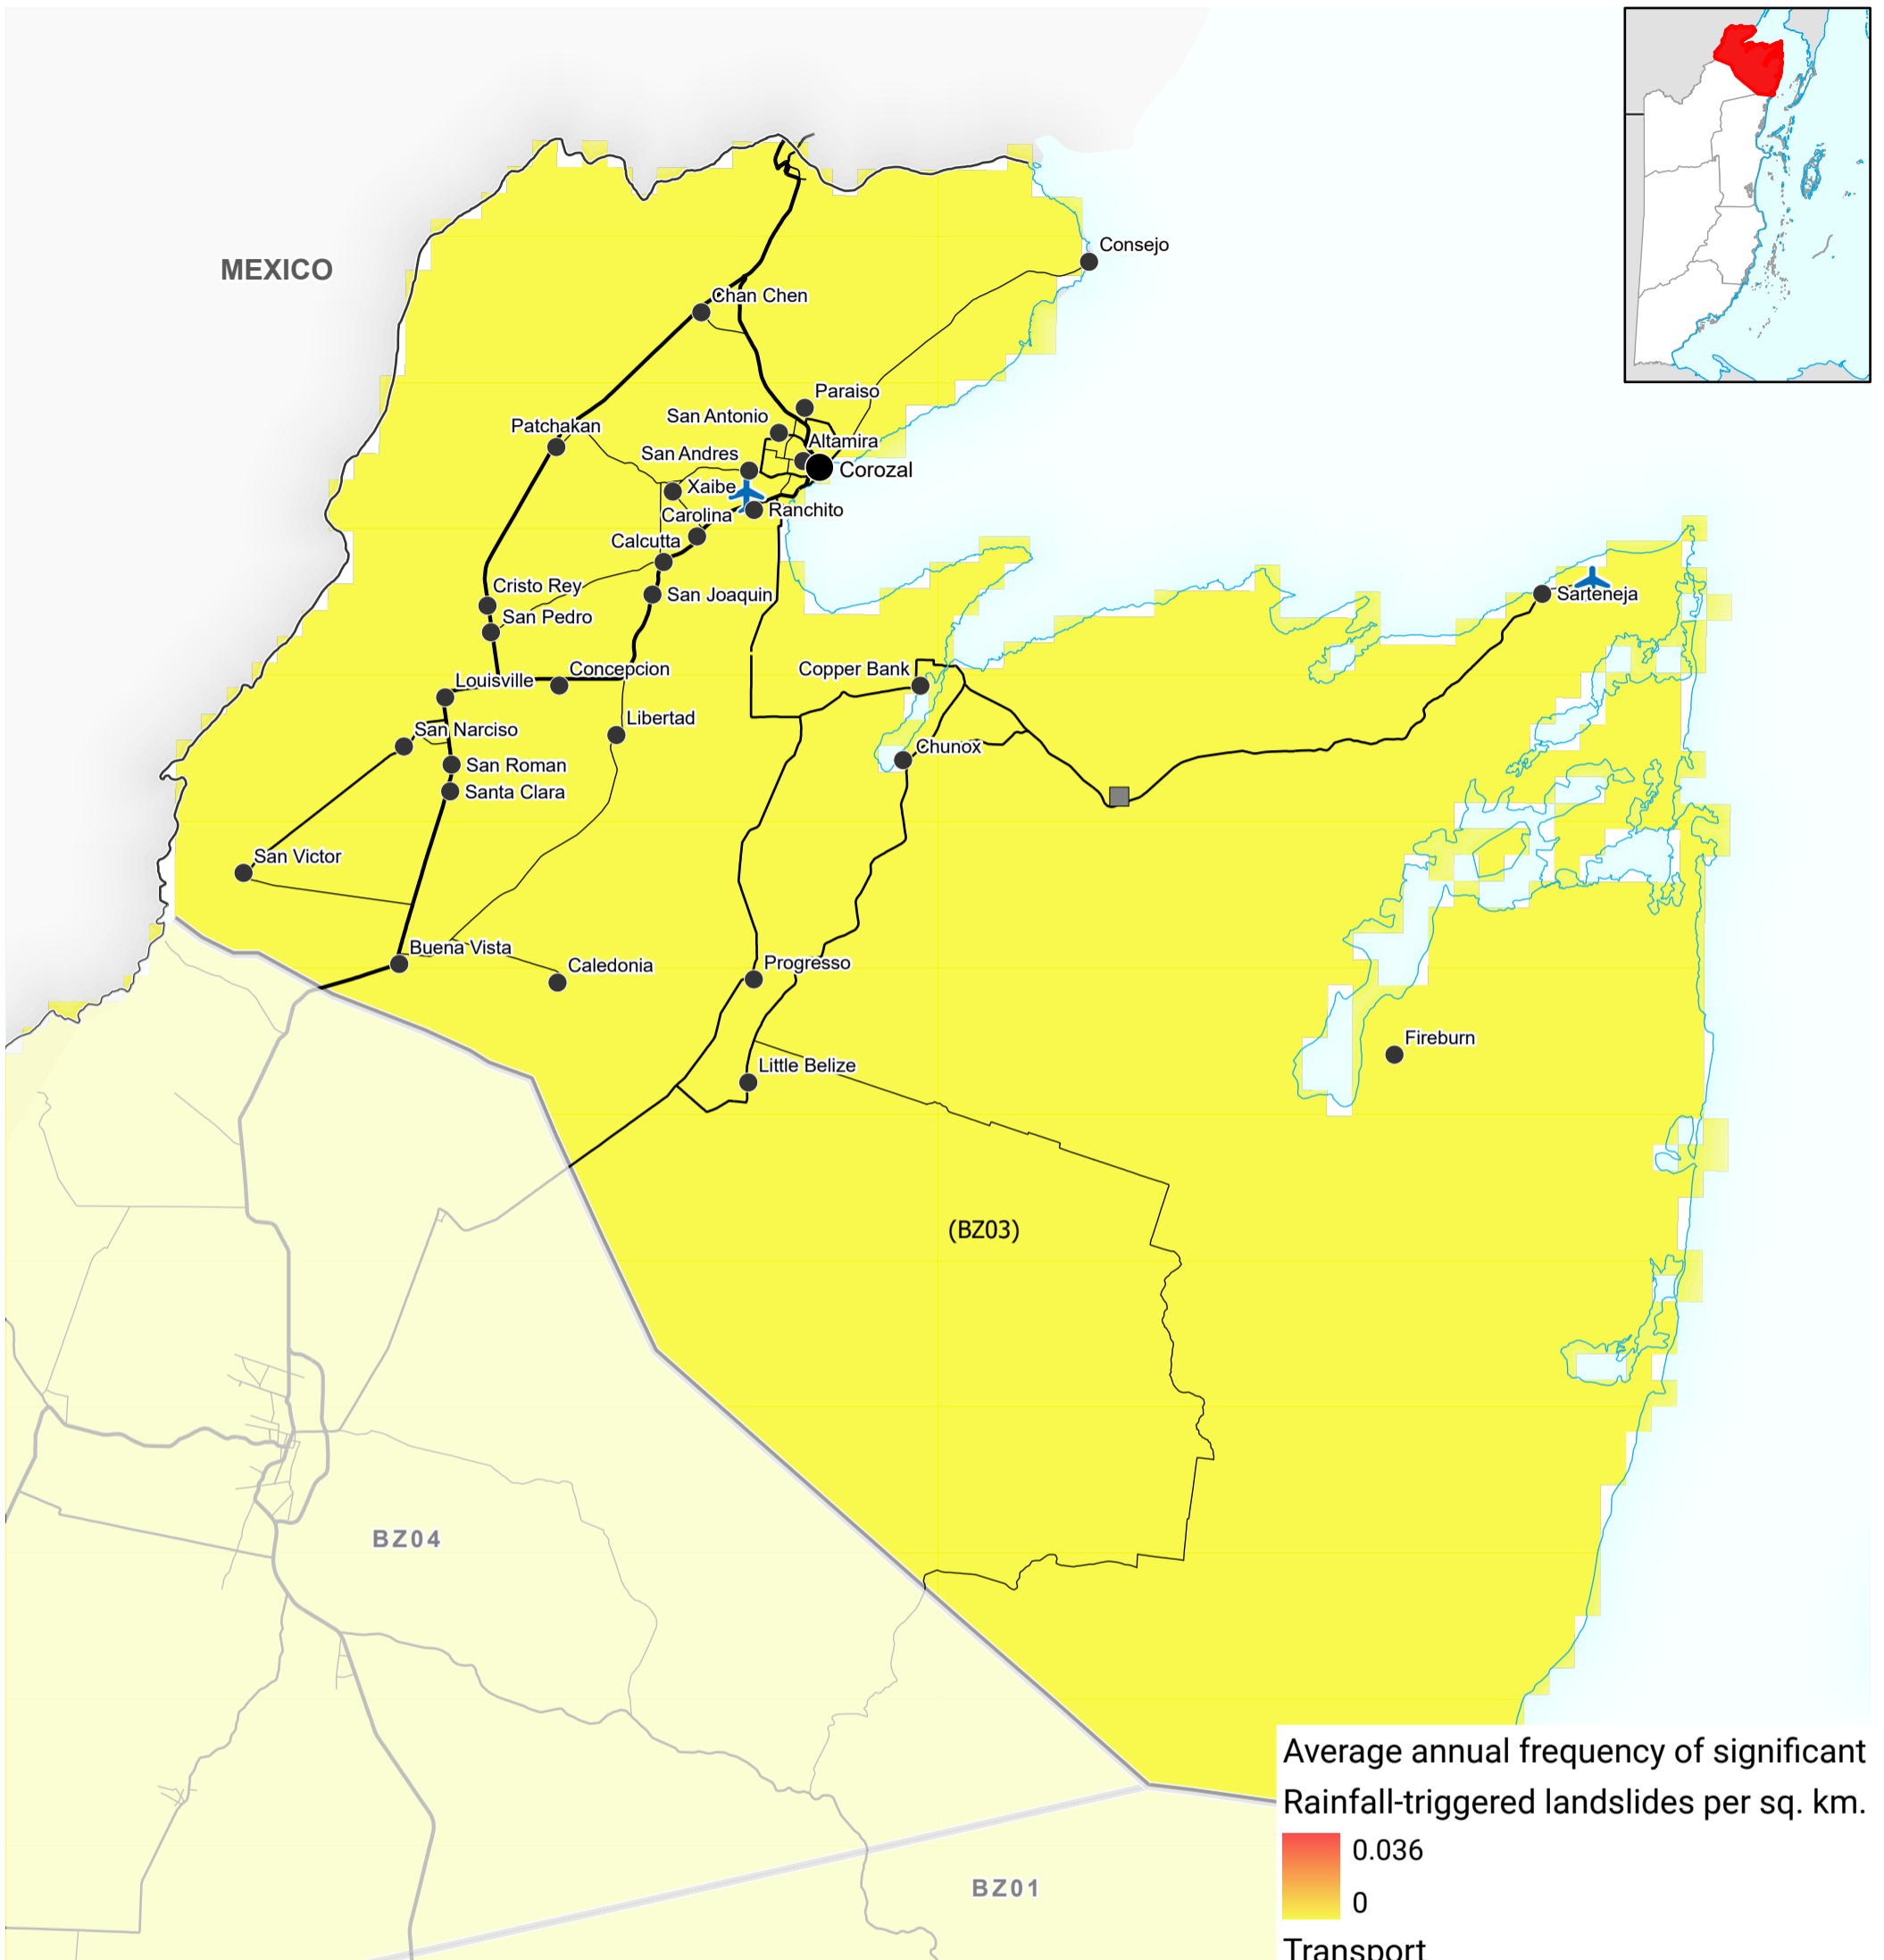 MEXICO
Consejo
Chan Chen
Paraiso
San Antonio
Patchakan
Altamira
San Andres
Corozal
Xaibe
Ranchito
Carolina
Calcutta
Cristo Rey
San Joaquin
Sarteneja
San Pedro
Concepcion
Copper Bank
Louisville
Libertad
San Narciso
Chunox
San Roman
Santa Clara
San Victor
Buena Vista
Caledonia
Progresso
Fireburn
Little Belize
(BZ03)
BZ04
BZ01
Average annual frequency of significant
Rainfall-triggered landslides per sq. km.
0.036
0
Transport